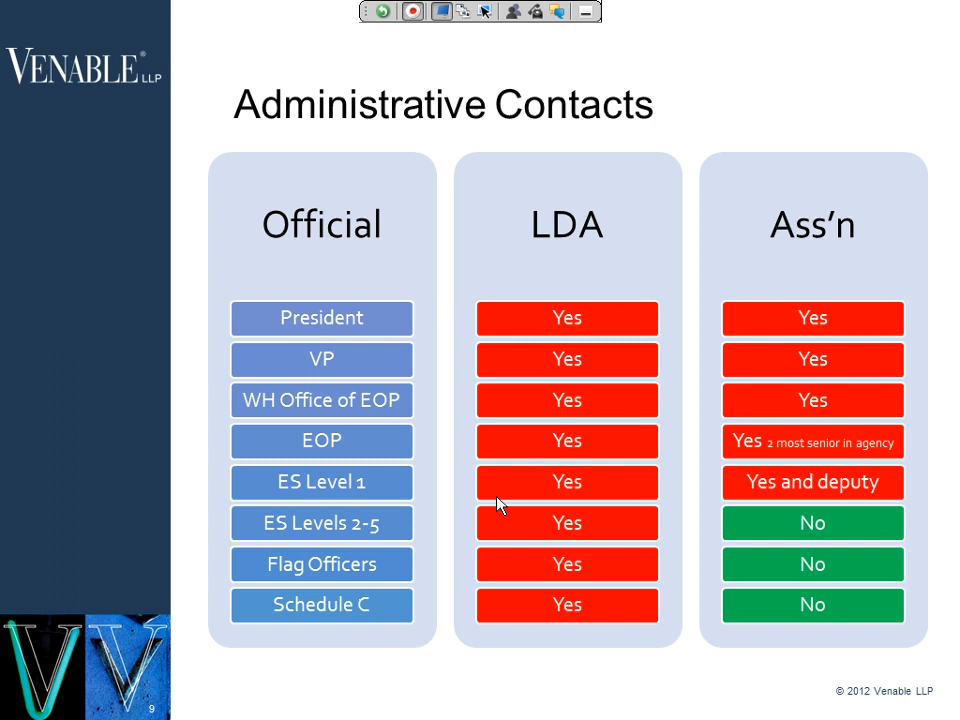 VENABLE® LLP
Administrative Contacts
Official LDA Ass'n
President Yes Yes
VP Yes Yes
WH Office of EOP Yes Yes
EOP Yes Yes 2 most senior in agency
ES Level 1 Yes Yes and deputy
ES Levels 2-5 Yes No
Flag Officers Yes No
Schedule C Yes No
© 2012 Venable LLP
9